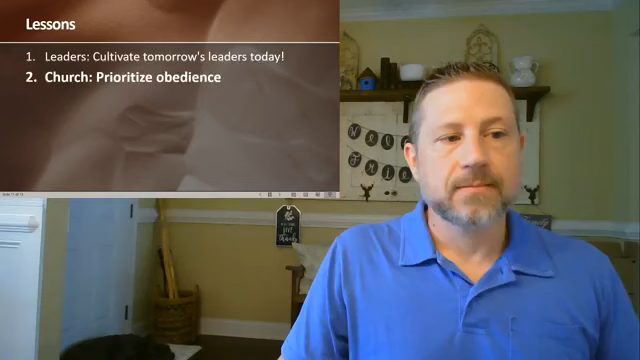 Lessons
1. Leaders: Cultivate tomorrow's leaders today!
2. Church: Prioritize obedience